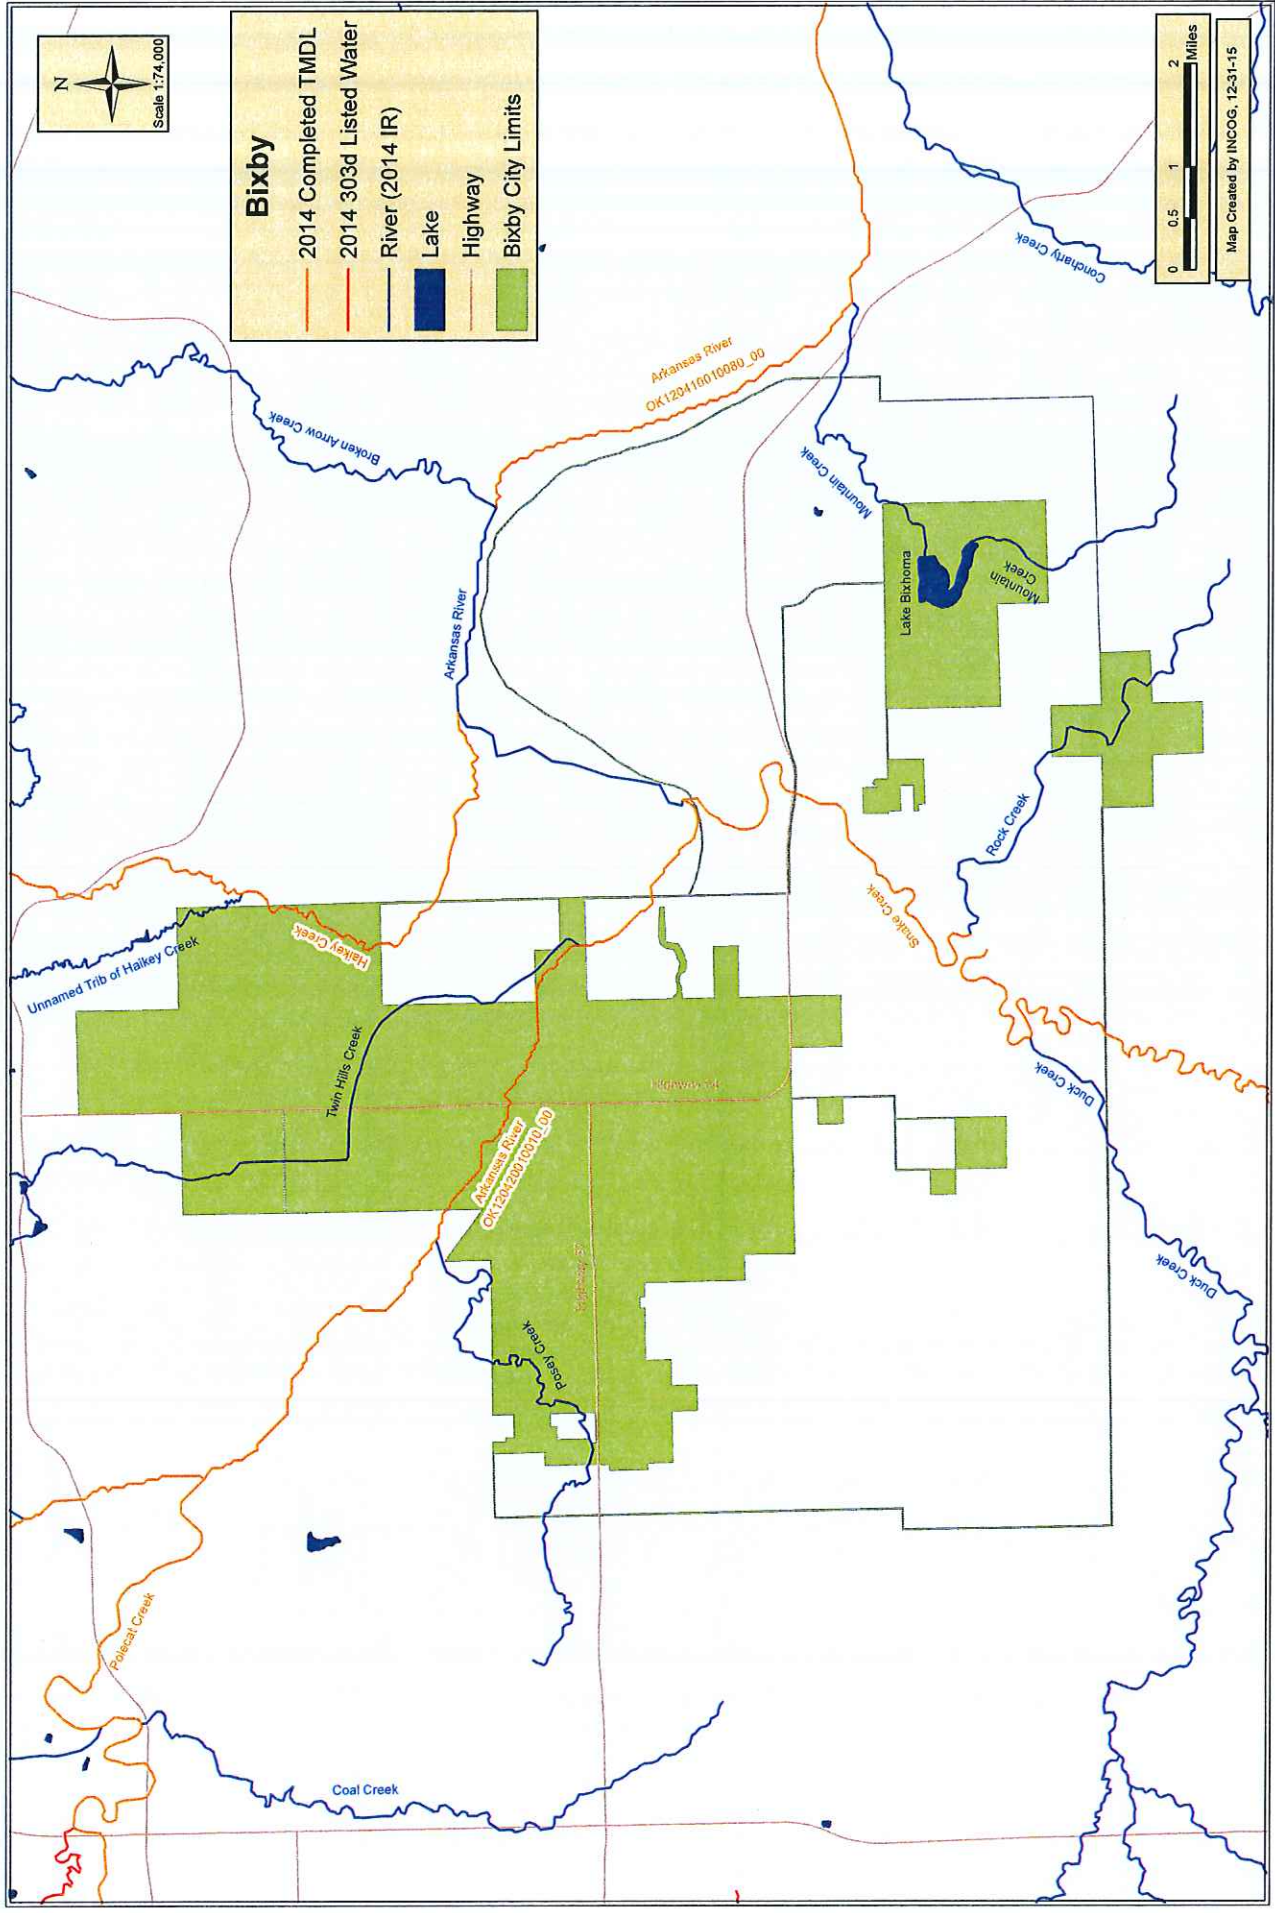 N
Scale 1:74,000
Bixby
2014 Completed TMDL
2014 303d Listed Water
River (2014 IR)
Lake
Highway
Bixby City Limits
Polecat Creek
Coal Creek
Posey Creek
Highway 67
Arkansas River
OK120420010010_00
Highway 64
Twin Hills Creek
Unnamed Trib of Haikey Creek
Haikey Creek
Arkansas River
Broken Arrow Creek
Arkansas River
OK120410010080_00
Duck Creek
Duck Creek
Snake Creek
Rock Creek
Lake Bixhoma
Mountain
Creek
Mountain Creek
Concharty Creek
0 0.5 1 2
Miles
Map Created by INCOG, 12-31-15